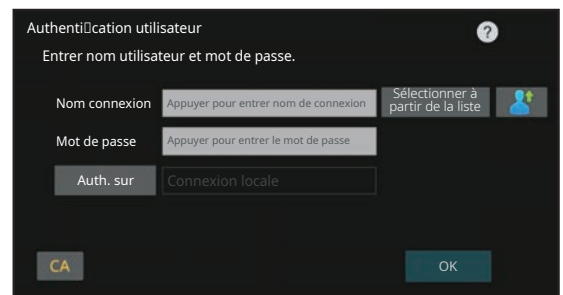 Authenti▯cation utilisateur
?
Entrer nom utilisateur et mot de passe.
Nom connexion
Appuyer pour entrer nom de connexion
Sélectionner à
partir de la liste
Mot de passe
Appuyer pour entrer le mot de passe
Auth. sur
Connexion locale
CA
OK